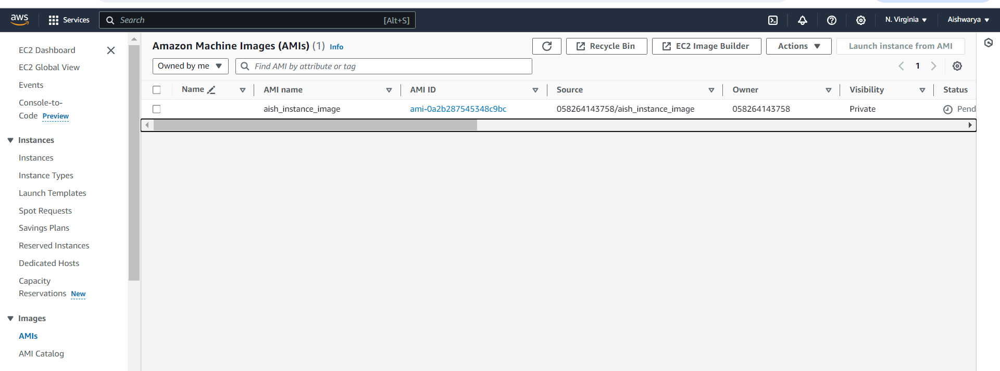 aws Services Search [Alt+S] N. Virginia Aishwarya
EC2 Dashboard
EC2 Global View
Events
Console-to-
Code Preview
Instances
Instances
Instance Types
Launch Templates
Spot Requests
Savings Plans
Reserved Instances
Dedicated Hosts
Capacity
Reservations New
Images
AMIs
AMI Catalog
Amazon Machine Images (AMIs) (1) Info Recycle Bin EC2 Image Builder Actions Launch instance from AMI
Owned by me Find AMI by attribute or tag 1
Name AMI name AMI ID Source Owner Visibility Status
aish_instance_image ami-0a2b287545348c9bc 058264143758/aish_instance_image 058264143758 Private Pend